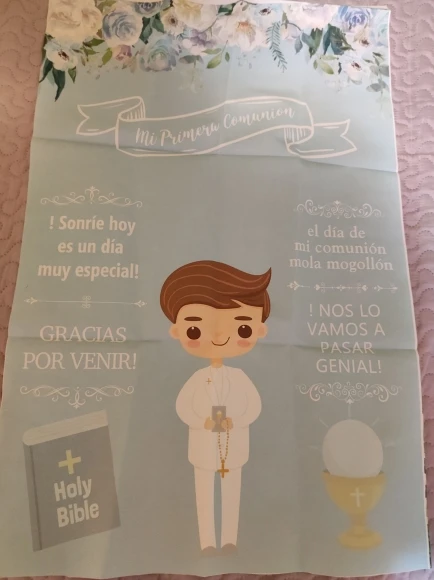 Mi Primera Comunión
! Sonríe hoy
es un día
muy especial!
GRACIAS
POR VENIR!
el día de
mi comunión
mola mogollón
! NOS LO
VAMOS A
PASAR
GENIAL!
Holy
Bible